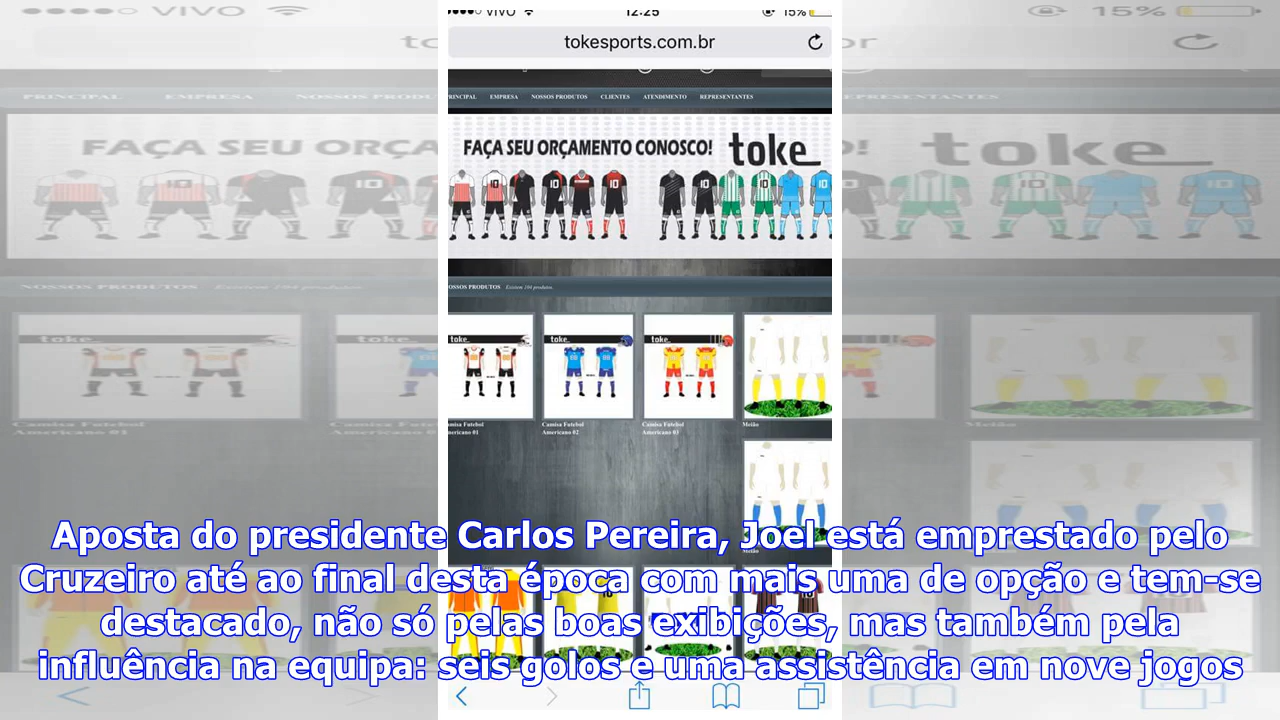 VIVO
12:25
15%
tokesports.com.br
PRINCIPAL EMPRESA NOSSOS PRODUTOS CLIENTES ATENDIMENTO REPRESENTANTES
FAÇA SEU ORÇAMENTO CONOSCO! toke
NOSSOS PRODUTOS Existem 104 produtos.
toke toke toke
Camisa Futebol Americano 01
Camisa Futebol Americano 02
Camisa Futebol Americano 03
Meião
Meião
Aposta do presidente Carlos Pereira, Joel está emprestado pelo
Cruzeiro até ao final desta época com mais uma de opção e tem-se
destacado, não só pelas boas exibições, mas também pela
influência na equipa: seis golos e uma assistência em nove jogos